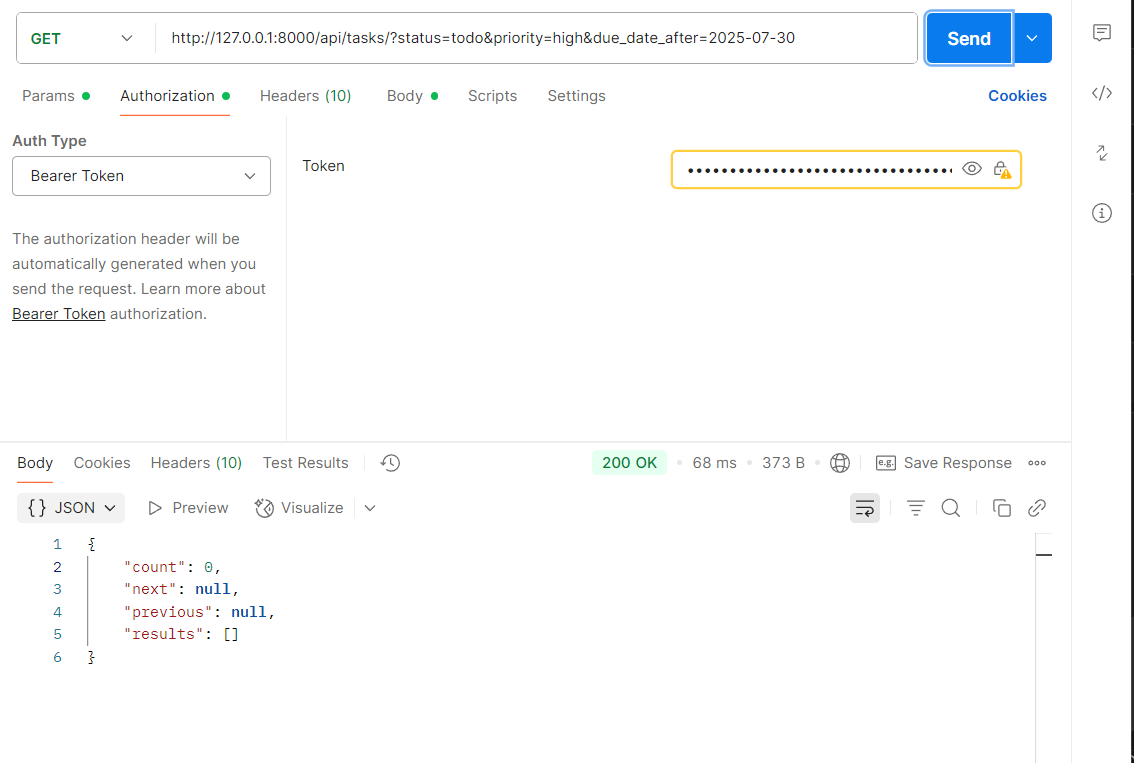 GET http://127.0.0.1:8000/api/tasks/?status=todo&priority=high&due_date_after=2025-07-30 Send
Params Authorization Headers (10) Body Scripts Settings Cookies
Auth Type
Bearer Token
Token
The authorization header will be
automatically generated when you
send the request. Learn more about
Bearer Token authorization.
Body Cookies Headers (10) Test Results 200 OK 68 ms 373 B e.g. Save Response
{} JSON Preview Visualize
1 {
2 "count": 0,
3 "next": null,
4 "previous": null,
5 "results": []
6 }